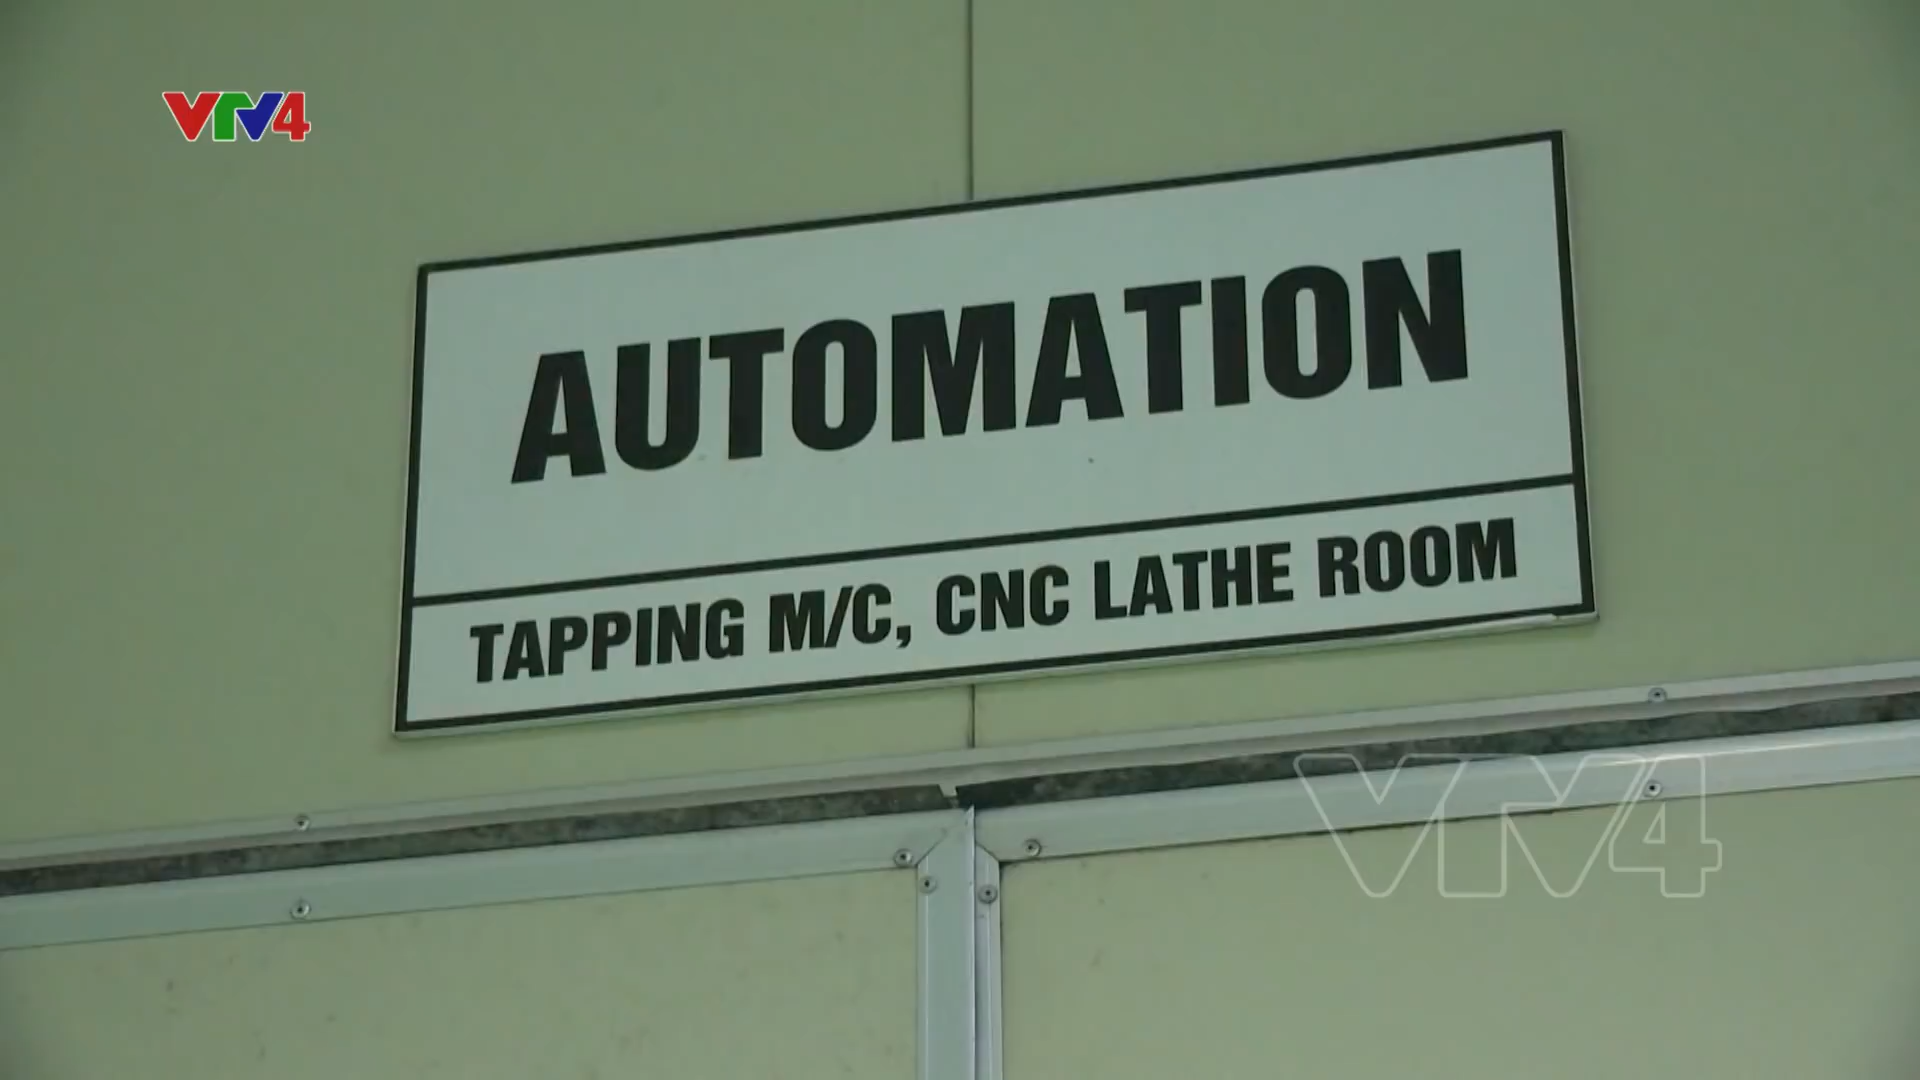 VTV4
AUTOMATION
TAPPING M/C, CNC LATHE ROOM
VTV4